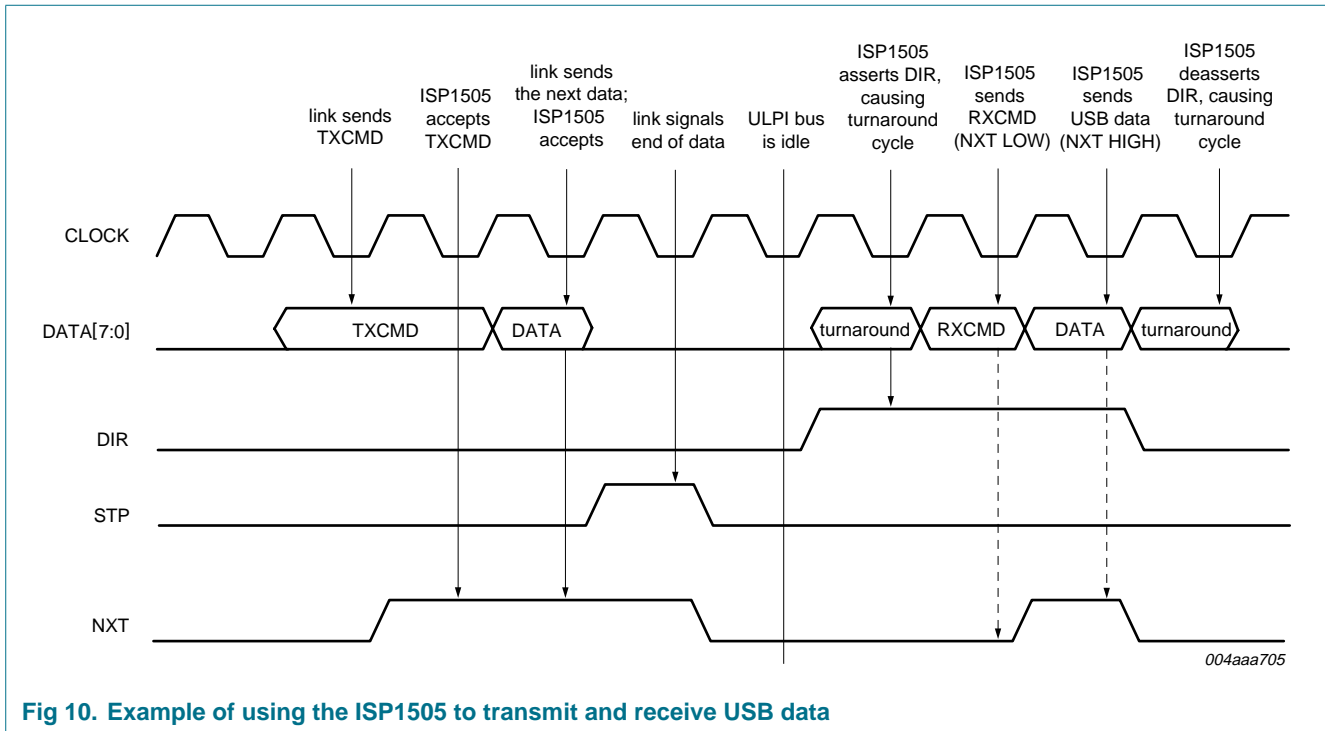 link sends
TXCMD
ISP1505
accepts
TXCMD
link sends
the next data;
ISP1505
accepts
link signals
end of data
ULPI bus
is idle
ISP1505
asserts DIR,
causing
turnaround
cycle
ISP1505
sends
RXCMD
(NXT LOW)
ISP1505
sends
USB data
(NXT HIGH)
ISP1505
deasserts
DIR, causing
turnaround
cycle
CLOCK
DATA[7:0]
TXCMD
DATA
turnaround
RXCMD
DATA
turnaround
DIR
STP
NXT
004aaa705
Fig 10. Example of using the ISP1505 to transmit and receive USB data